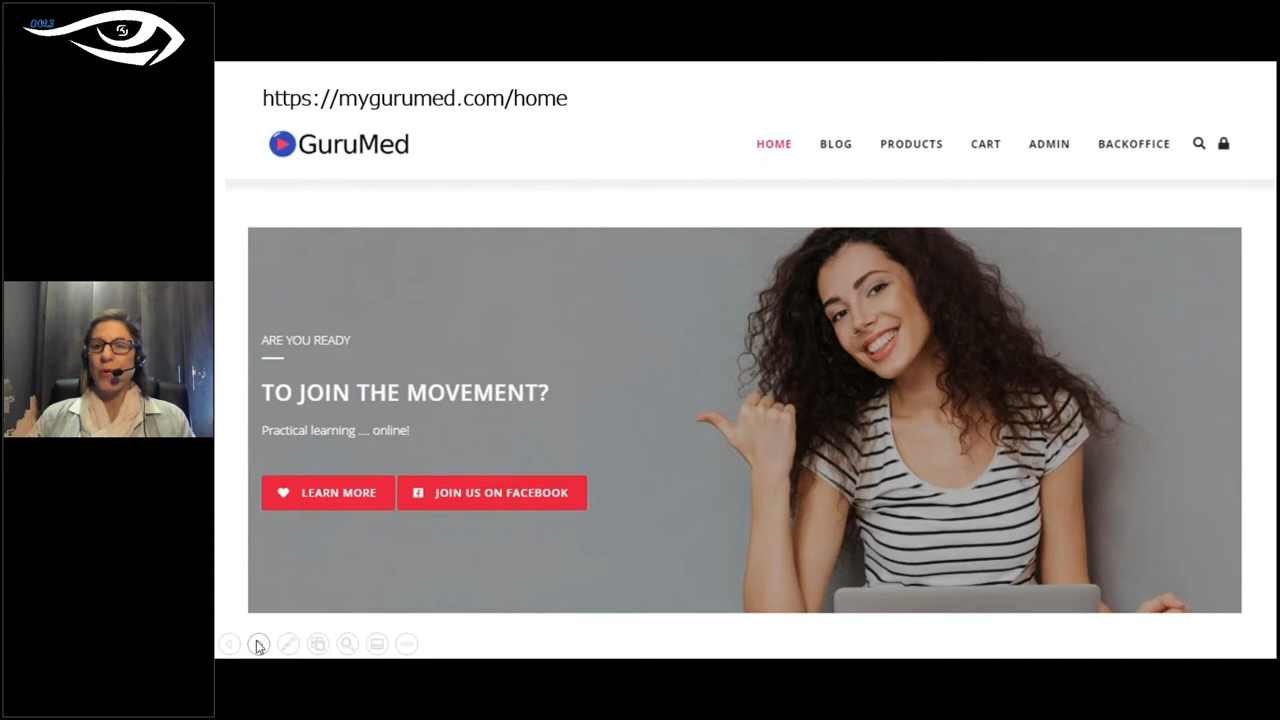 OOLS
https://mygurumed.com/home
GuruMed
HOME BLOG PRODUCTS CART ADMIN BACKOFFICE
ARE YOU READY
TO JOIN THE MOVEMENT?
Practical learning .... online!
LEARN MORE JOIN US ON FACEBOOK